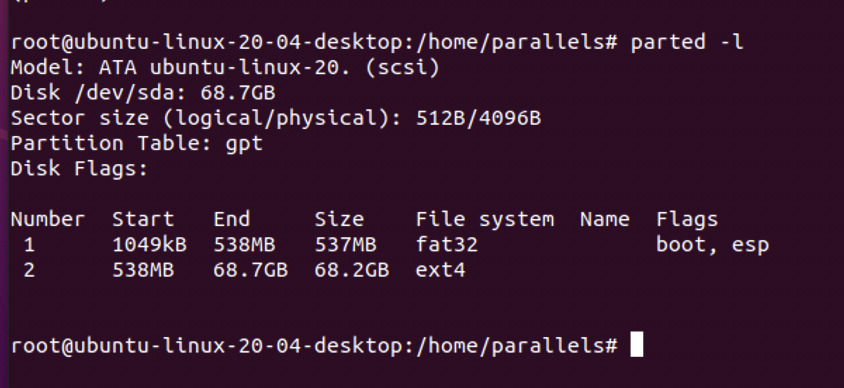 root@ubuntu-linux-20-04-desktop:/home/parallels# parted -l
Model: ATA ubuntu-linux-20. (scsi)
Disk /dev/sda: 68.7GB
Sector size (logical/physical): 512B/4096B
Partition Table: gpt
Disk Flags:
Number  Start   End     Size    File system  Name  Flags
 1      1049kB  538MB   537MB   fat32              boot, esp
 2      538MB   68.7GB  68.2GB  ext4
root@ubuntu-linux-20-04-desktop:/home/parallels#